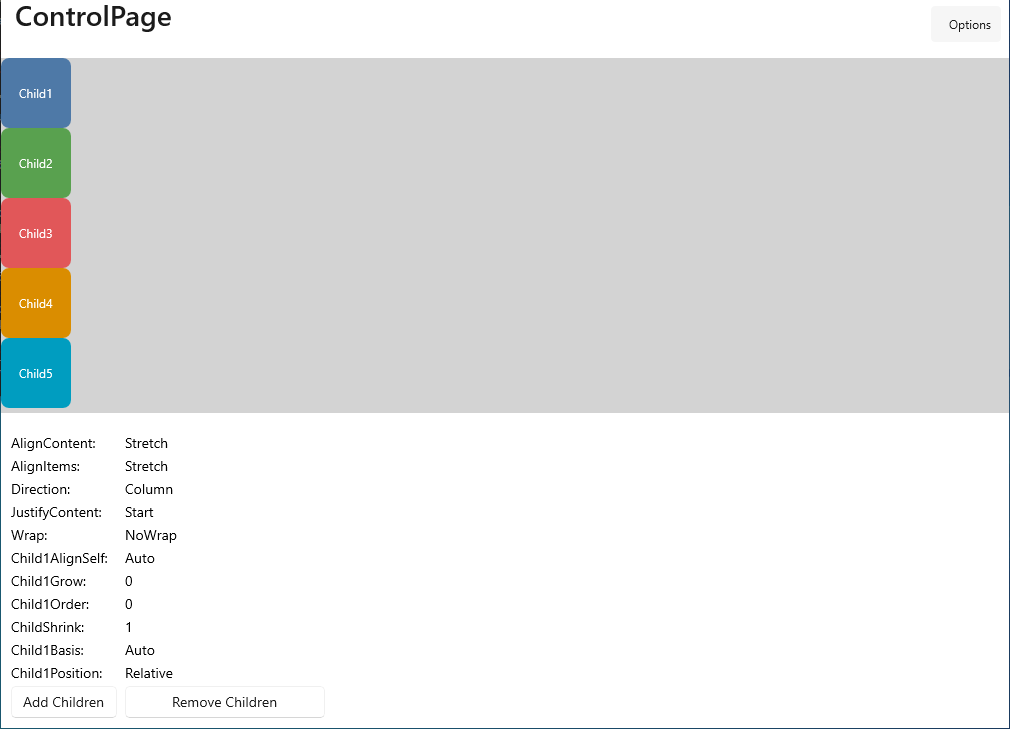 ControlPage
Options
Child1
Child2
Child3
Child4
Child5
AlignContent: Stretch
AlignItems: Stretch
Direction: Column
JustifyContent: Start
Wrap: NoWrap
Child1AlignSelf: Auto
Child1Grow: 0
Child1Order: 0
ChildShrink: 1
Child1Basis: Auto
Child1Position: Relative
Add Children Remove Children